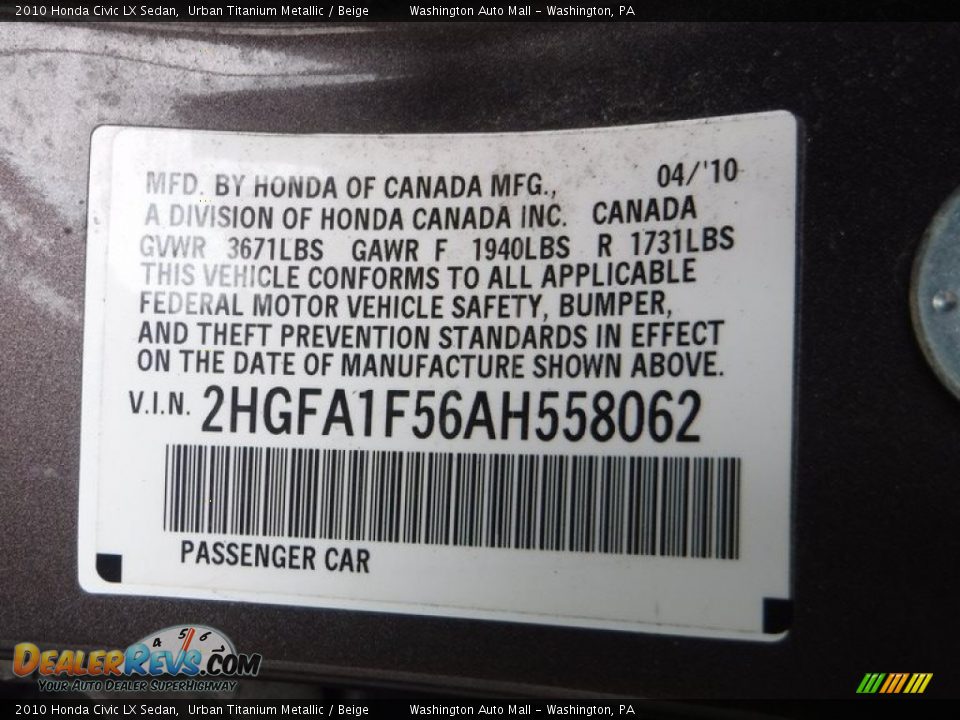 2010 Honda Civic LX Sedan, Urban Titanium Metallic / Beige Washington Auto Mall - Washington, PA
MFD. BY HONDA OF CANADA MFG., 04/'10
A DIVISION OF HONDA CANADA INC. CANADA
GVWR 3671LBS GAWR F 1940LBS R 1731LBS
THIS VEHICLE CONFORMS TO ALL APPLICABLE
FEDERAL MOTOR VEHICLE SAFETY, BUMPER,
AND THEFT PREVENTION STANDARDS IN EFFECT
ON THE DATE OF MANUFACTURE SHOWN ABOVE.
V.I.N. 2HGFA1F56AH558062
PASSENGER CAR
4 5 6
DEALERREVS.COM
YOUR AUTO DEALER SUPERHIGHWAY
2010 Honda Civic LX Sedan, Urban Titanium Metallic / Beige Washington Auto Mall - Washington, PA